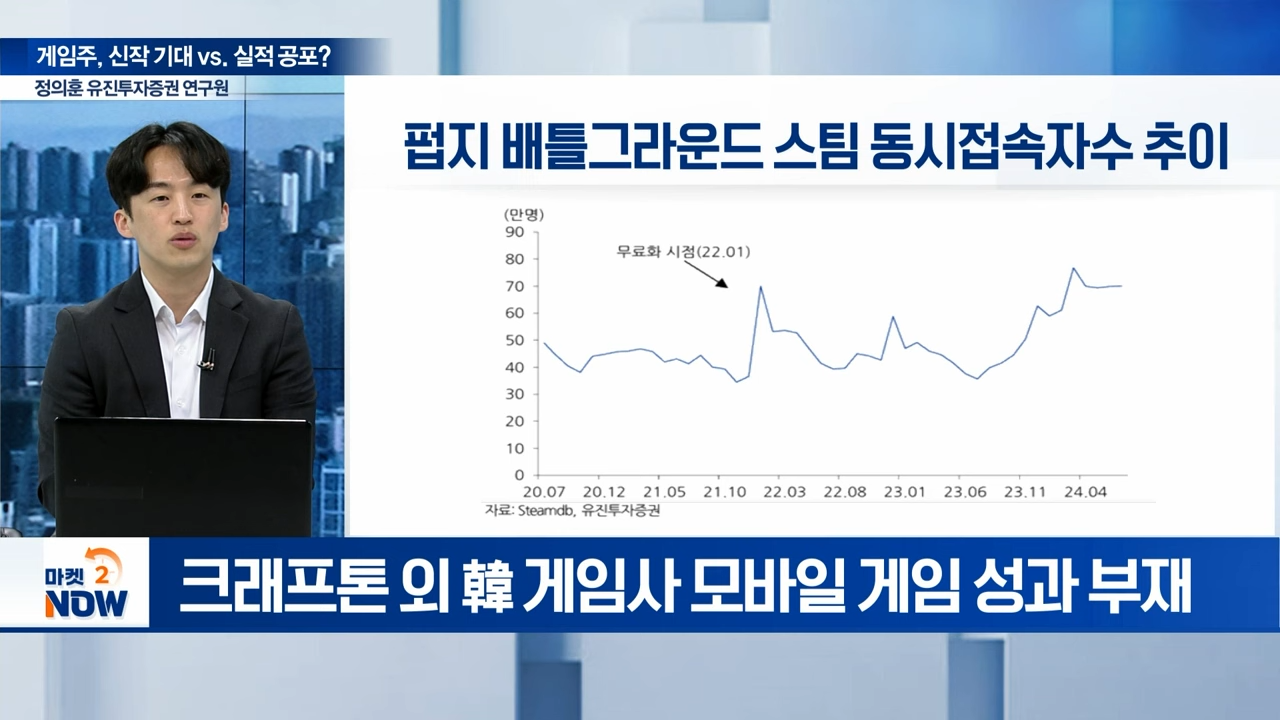 게임주, 신작 기대 vs. 실적 공포?
정의훈 유진투자증권 연구원
펍지 배틀그라운드 스팀 동시접속자수 추이
(만명)
90
80
70
60
50
40
30
20
10
0
무료화 시점(22.01)
20.07 20.12 21.05 21.10 22.03 22.08 23.01 23.06 23.11 24.04
자료: Steamdb, 유진투자증권
마켓 2
NOW
크래프톤 외 韓 게임사 모바일 게임 성과 부재